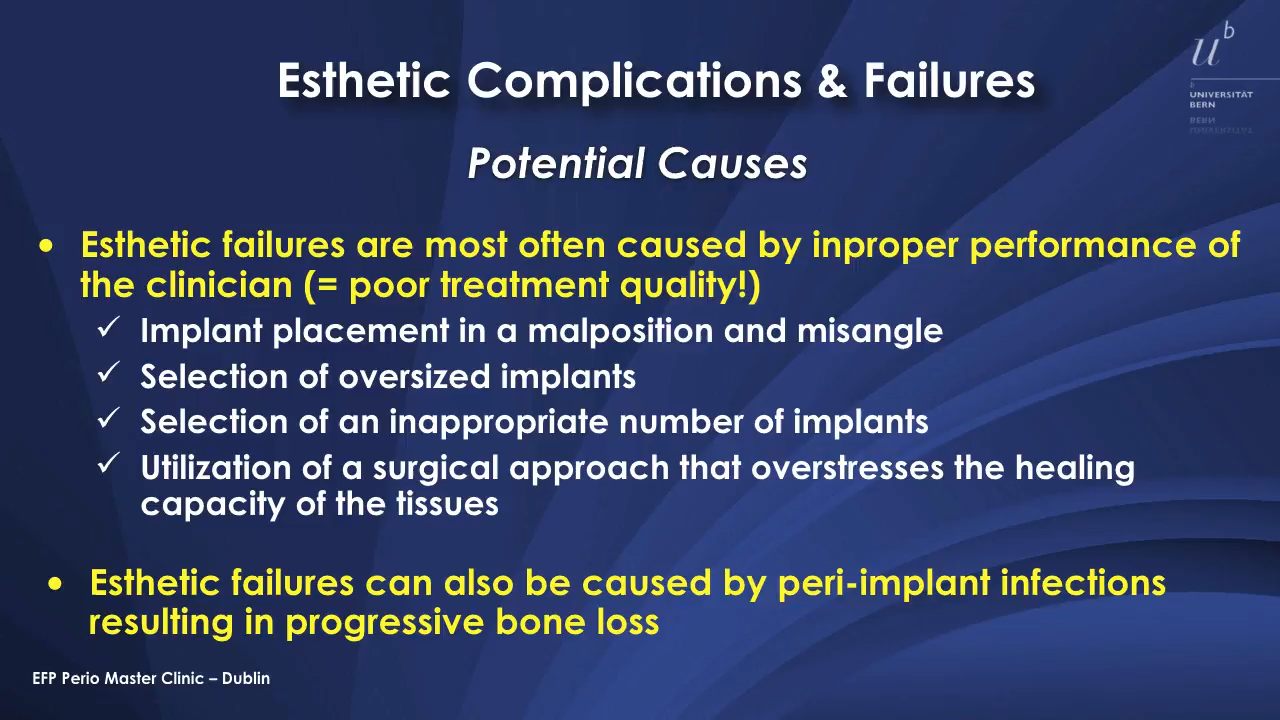 u^b
UNIVERSITÄT
BERN
Esthetic Complications & Failures
Potential Causes
• Esthetic failures are most often caused by inproper performance of
the clinician (= poor treatment quality!)
✓ Implant placement in a malposition and misangle
✓ Selection of oversized implants
✓ Selection of an inappropriate number of implants
✓ Utilization of a surgical approach that overstresses the healing
capacity of the tissues
• Esthetic failures can also be caused by peri-implant infections
resulting in progressive bone loss
EFP Perio Master Clinic – Dublin